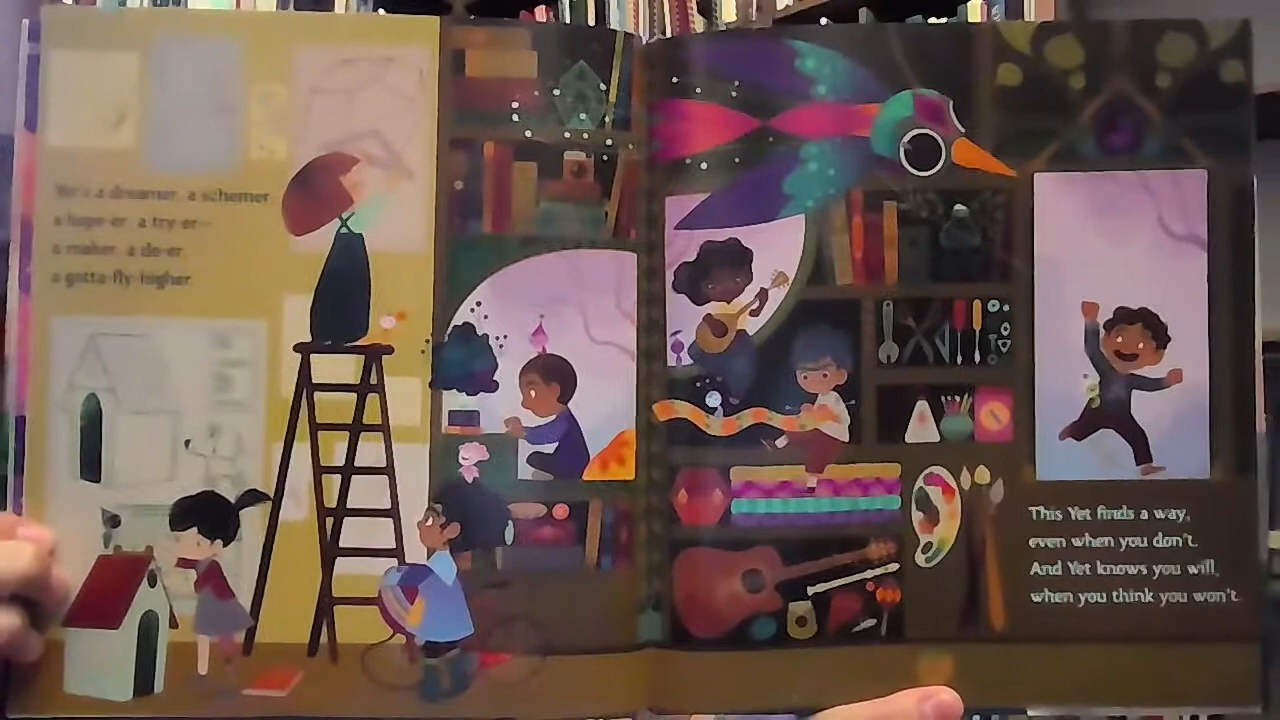 Yet's a dreamer, a schemer
a hope-er, a try-er—
a maker, a do-er,
a gotta-fly-higher.
This Yet finds a way,
even when you don't.
And Yet knows you will,
when you think you won't.